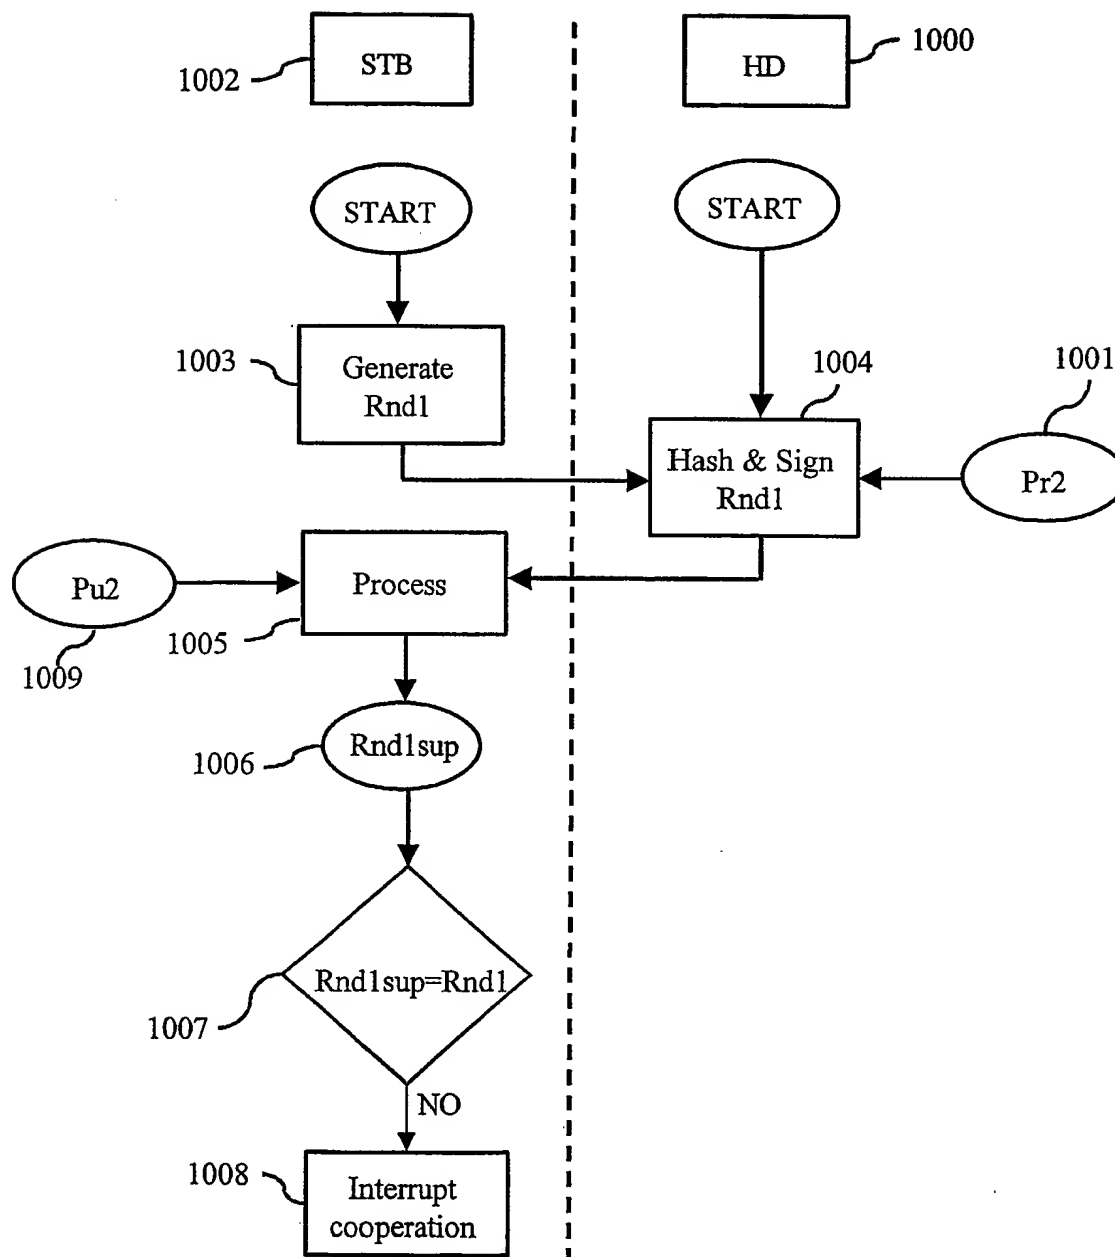 STB
1002
HD
1000
START
START
1003
Generate
Rnd1
1004
1001
Hash & Sign
Rnd1
Pr2
Pu2
1009
Process
1005
Rnd1sup
1006
Rnd1sup=Rnd1
1007
NO
1008
Interrupt
cooperation